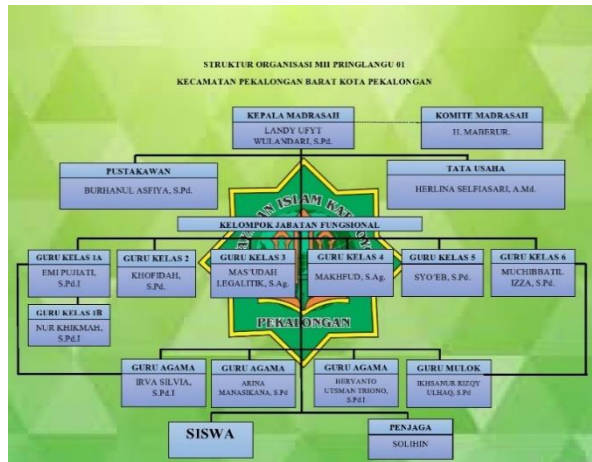 STRUKTUR ORGANISASI MII PRINGLANGU 01
KECAMATAN PEKALONGAN BARAT KOTA PEKALONGAN
KEPALA MADRASAH
LANDY UFYT
WULANDARI, S.Pd.
KOMITE MADRASAH
H. MABERUR.
PUSTAKAWAN
BURHANUL ASFIYA, S.Pd.
TATA USAHA
HERLINA SELFIASARI, A.Md.
ISLAM
KELOMPOK JABATAN FUNGSIONAL
GURU KELAS 1A
EMI PUJIATI,
S.Pd.I
GURU KELAS 2
KHOFIDAH,
S.Pd.
GURU KELAS 3
MAS'UDAH
LEGALITIK, S.Ag.
GURU KELAS 4
MAKHFUD, S.Ag.
GURU KELAS 5
SYO'EB, S.Pd.
GURU KELAS 6
MUCHIBBATIL
IZZA, S.Pd.
GURU KELAS 1B
NUR KHIKMAH,
S.Pd.I
PEKALONGAN
GURU AGAMA
IRVA SILVIA,
S.Pd.I
GURU AGAMA
ARINA
MANASIKANA, S.Pd
GURU AGAMA
HERYANTO
UTSMAN TRIONO,
S.Pd.I
GURU MULOK
IKHSANUR RIZQY
ULHAQ, S.Pd
SISWA
PENJAGA
SOLIHIN